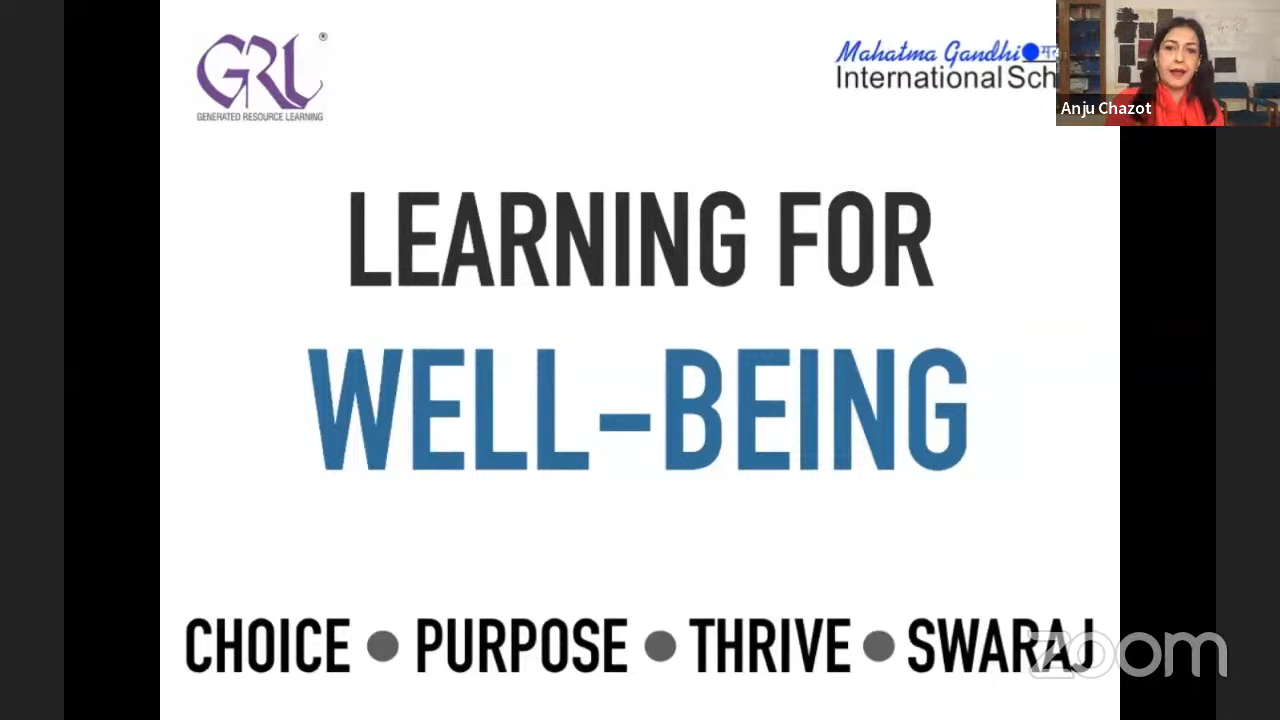 GRL®
GENERATED RESOURCE LEARNING
Mahatma Gandhi
International Sch
Anju Chazot
LEARNING FOR
WELL-BEING
CHOICE • PURPOSE • THRIVE • SWARAJ
zoom